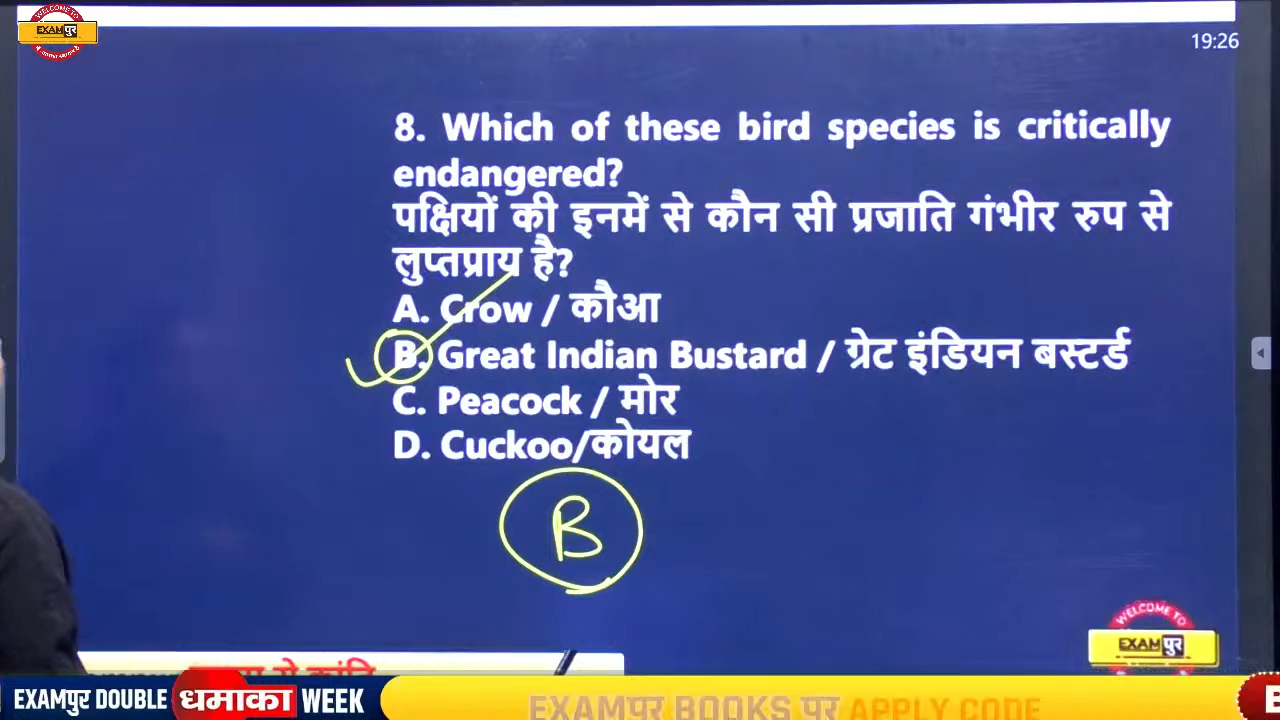 WELCOME TO
EXAMपुर
19:26
8. Which of these bird species is critically
endangered?
पक्षियों की इनमें से कौन सी प्रजाति गंभीर रुप से
लुप्तप्राय है?
A. Crow / कौआ
B. Great Indian Bustard / ग्रेट इंडियन बस्टर्ड
C. Peacock / मोर
D. Cuckoo/कोयल
B
WELCOME TO
EXAMपुर
EXAMपुर DOUBLE धमाका WEEK
EXAMपुर BOOKS पर APPLY CODE
B